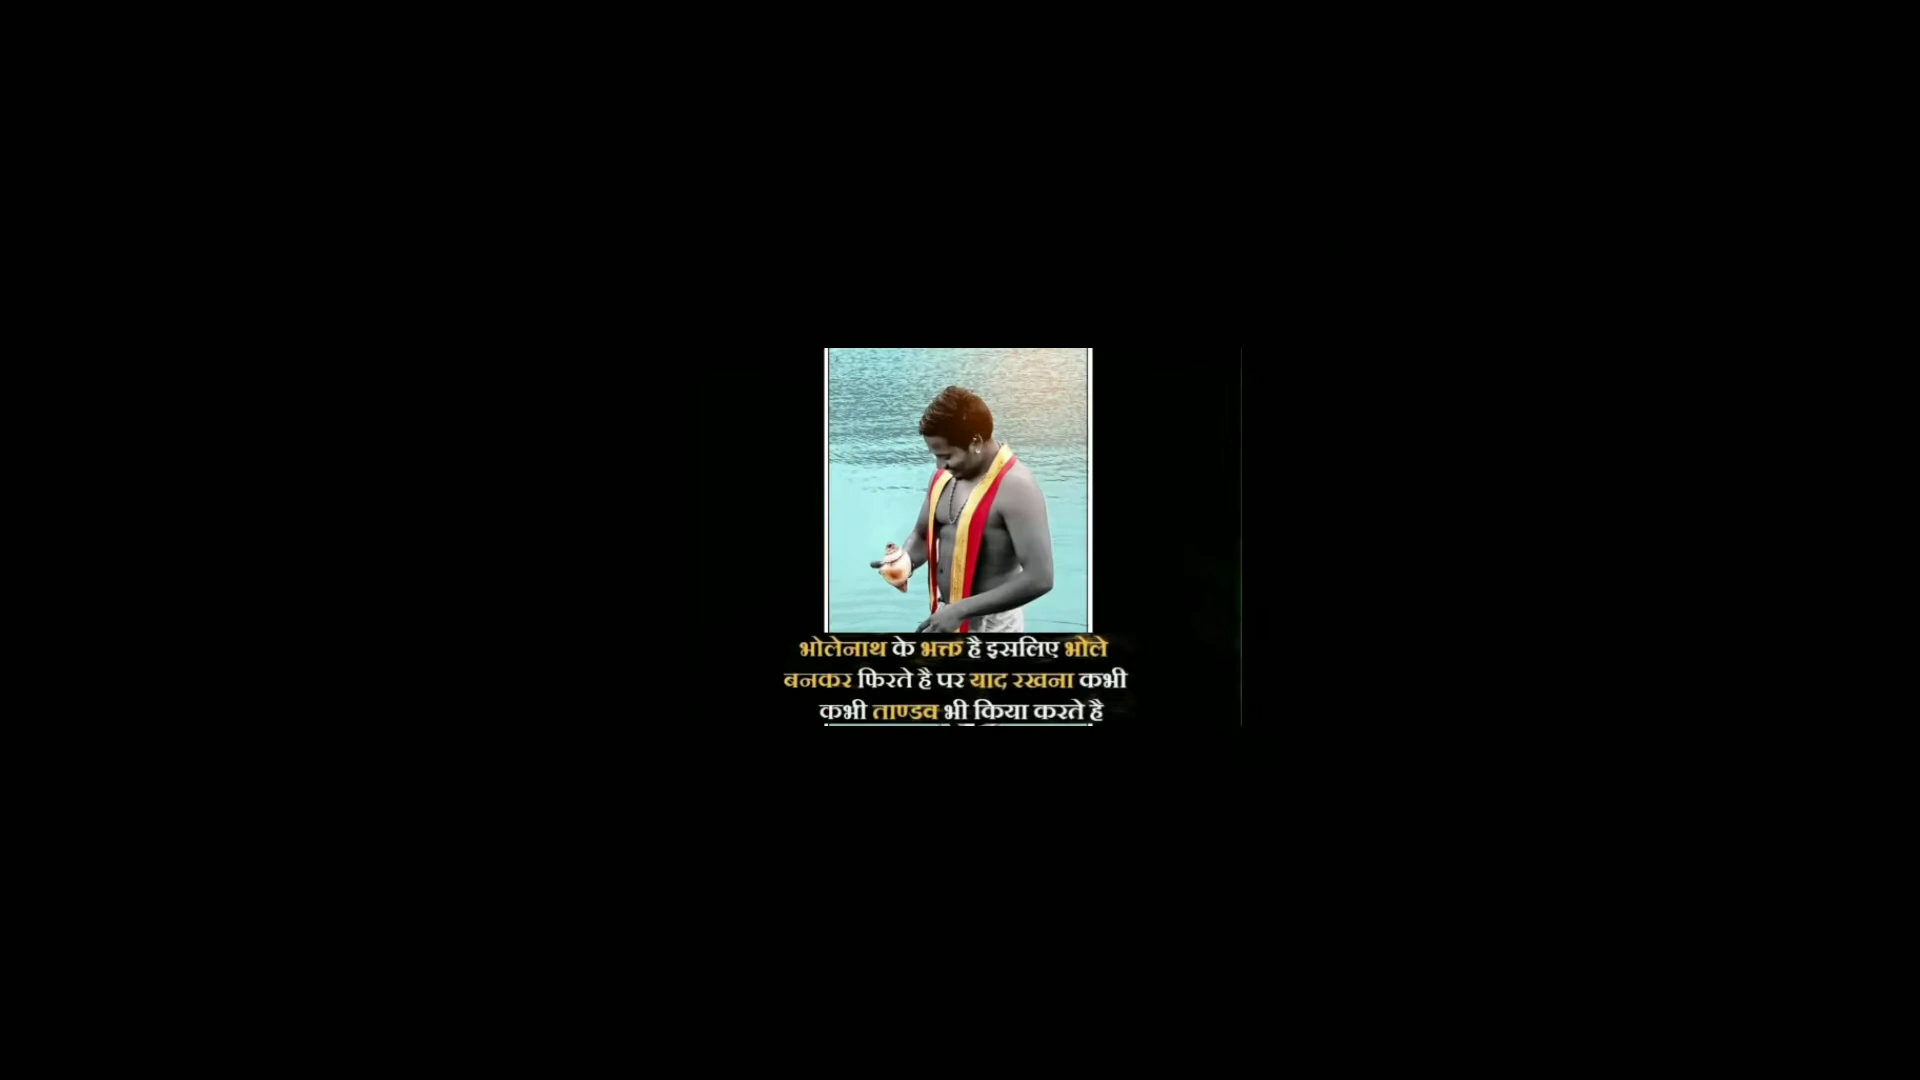 भोलेनाथ के भक्त है इसलिए भोले
बनकर फिरते है पर याद रखना कभी
कभी ताण्डव भी किया करते है